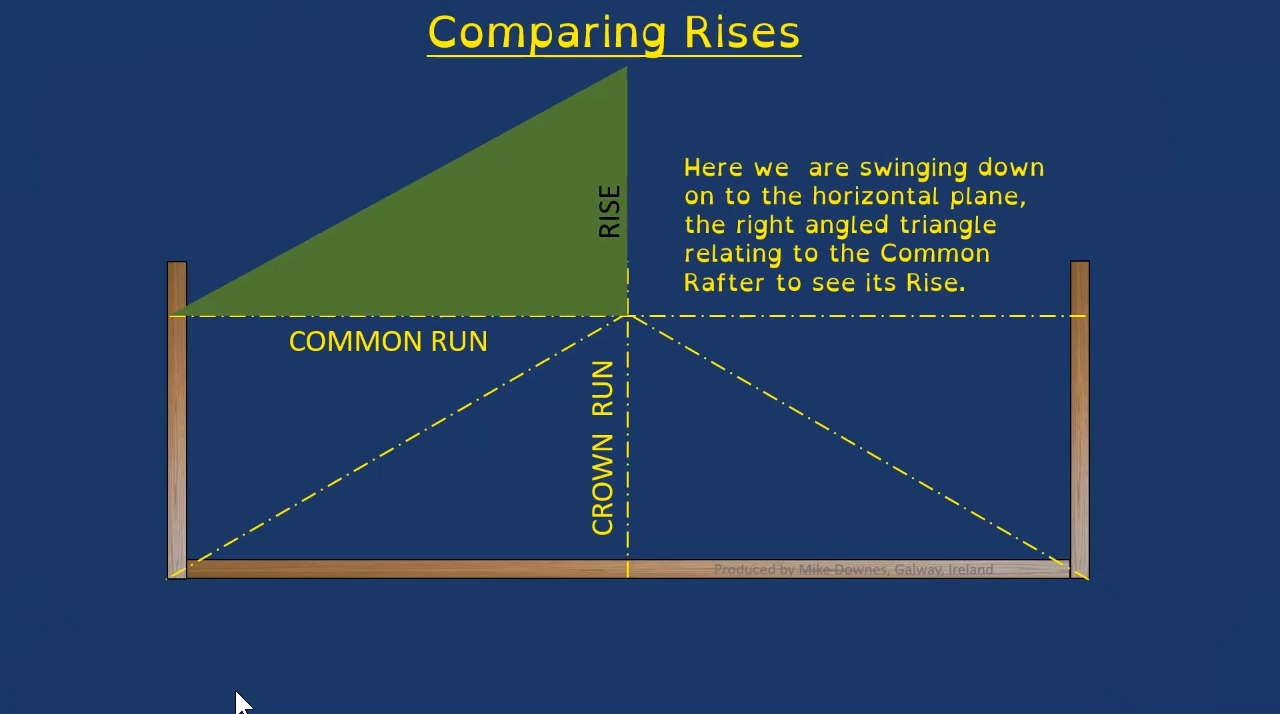 Comparing Rises
Here we are swinging down
on to the horizontal plane,
the right angled triangle
relating to the Common
Rafter to see its Rise.
RISE
COMMON RUN
CROWN RUN
Produced by Mike Downes, Galway, Ireland